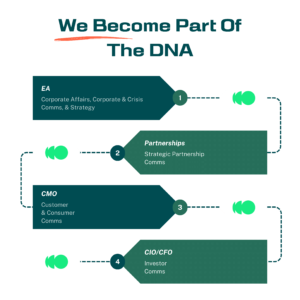 We Become Part Of
The DNA
EA
Corporate Affairs, Corporate & Crisis
Comms, & Strategy
1
Partnerships
Strategic Partnership
Comms
2
CMO
Customer
& Consumer
Comms
3
CIO/CFO
Investor
Comms
4